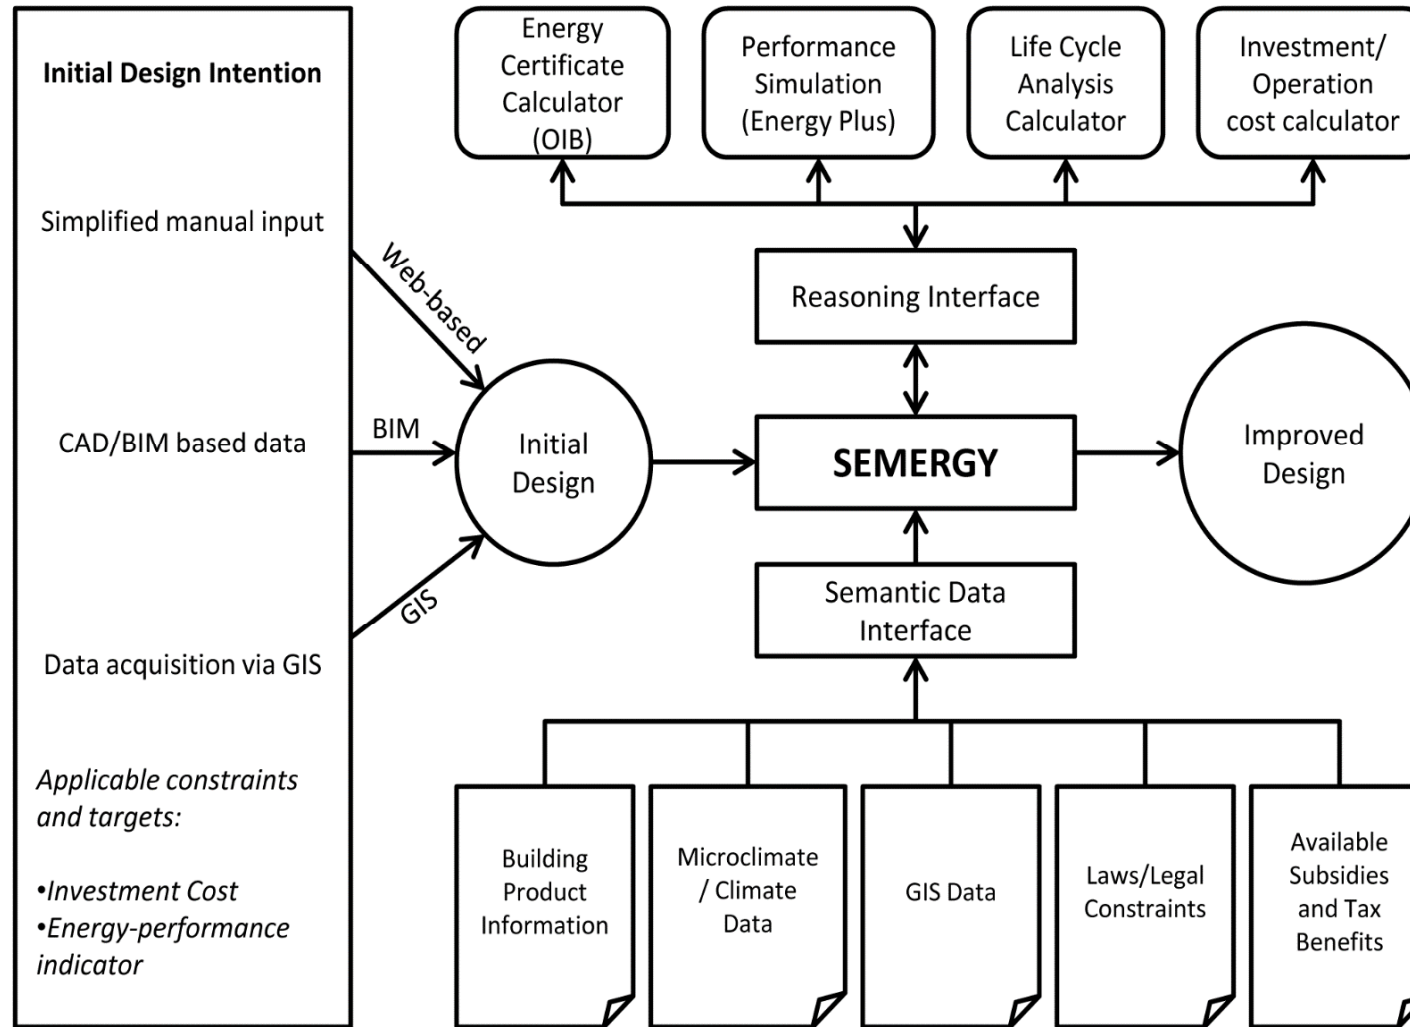 Initial Design Intention
Simplified manual input
CAD/BIM based data
Data acquisition via GIS
Applicable constraints
and targets:
•Investment Cost
•Energy-performance
indicator
Web-based
BIM
GIS
Initial
Design
Energy
Certificate
Calculator
(OIB)
Performance
Simulation
(Energy Plus)
Life Cycle
Analysis
Calculator
Investment/
Operation
cost calculator
Reasoning Interface
SEMERGY
Improved
Design
Semantic Data
Interface
Building
Product
Information
Microclimate
/ Climate
Data
GIS Data
Laws/Legal
Constraints
Available
Subsidies
and Tax
Benefits